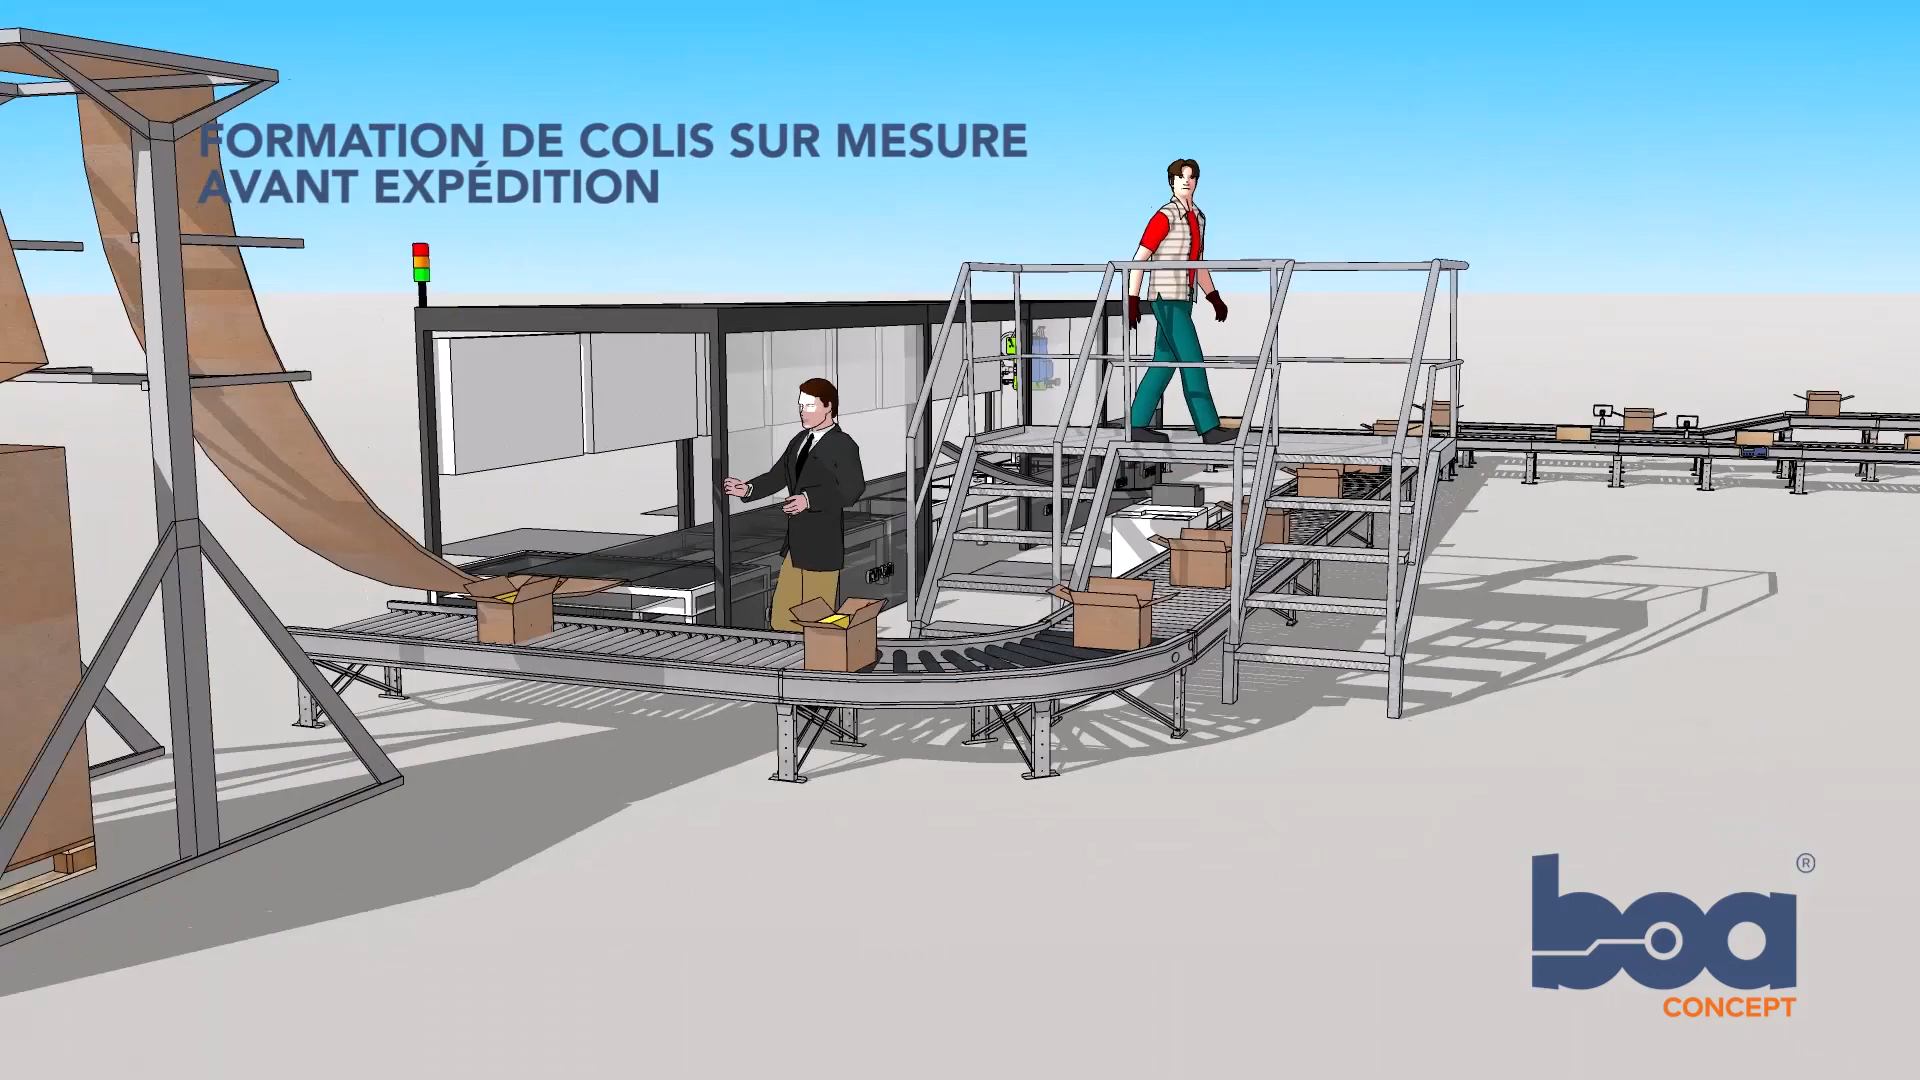 FORMATION DE COLIS SUR MESURE
AVANT EXPÉDITION
boa
®
CONCEPT